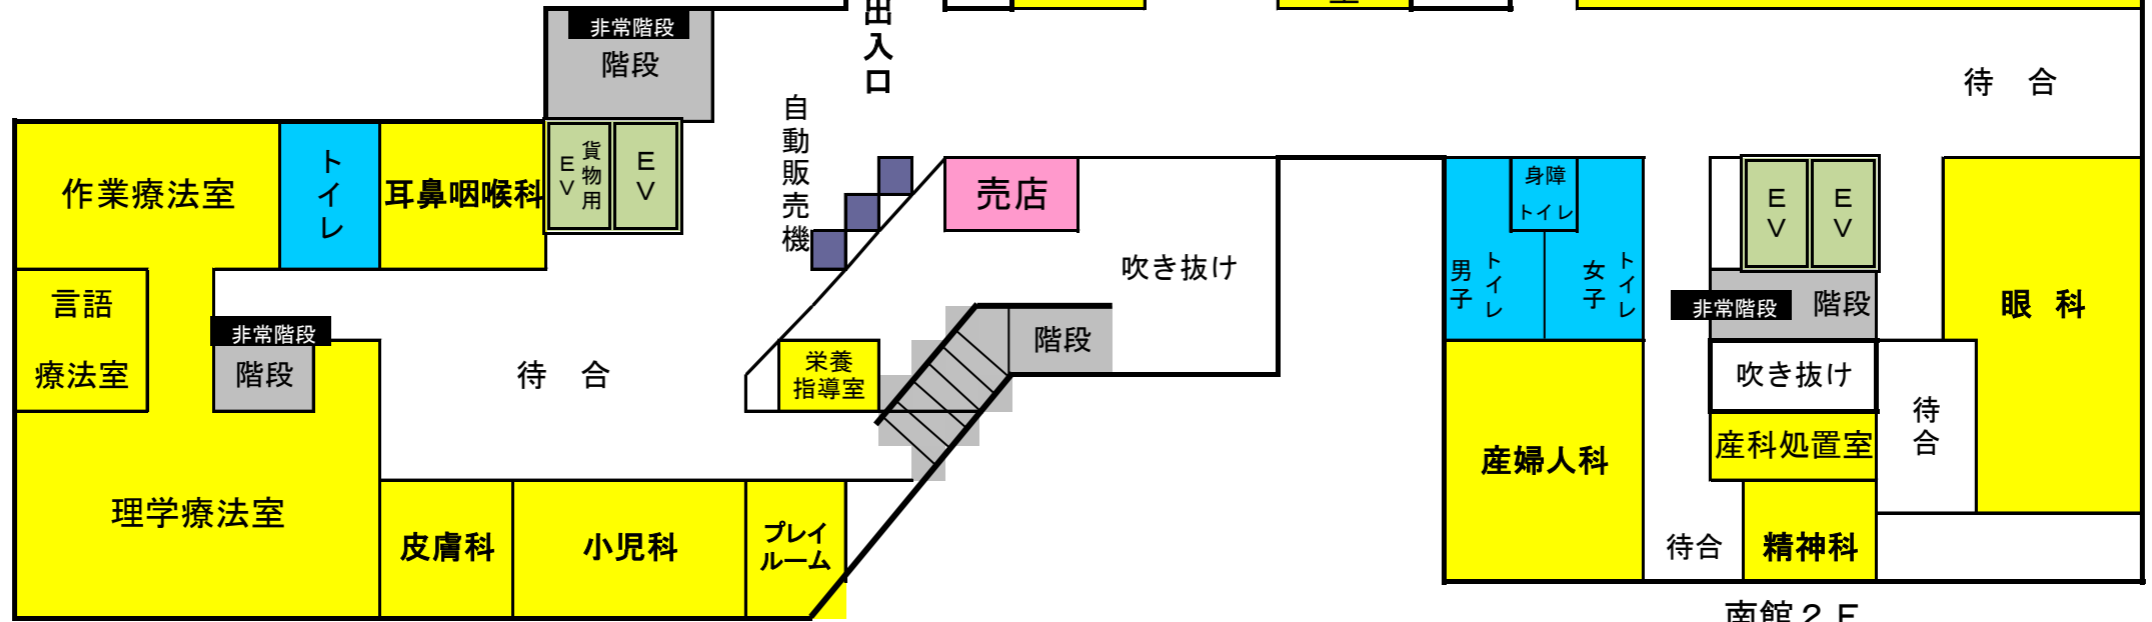 室
出入口
非常階段
階段
待　合
自動販売機
作業療法室
トイレ
耳鼻咽喉科
貨物用
ＥＶ
ＥＶ
売店
身障
トイレ
男子
トイレ
女子
トイレ
ＥＶ
ＥＶ
吹き抜け
言語
療法室
非常階段
階段
待　合
栄養
指導室
階段
非常階段
階段
眼　科
吹き抜け
待合
産婦人科
産科処置室
理学療法室
皮膚科
小児科
プレイ
ルーム
待合
精神科
南館２Ｆ